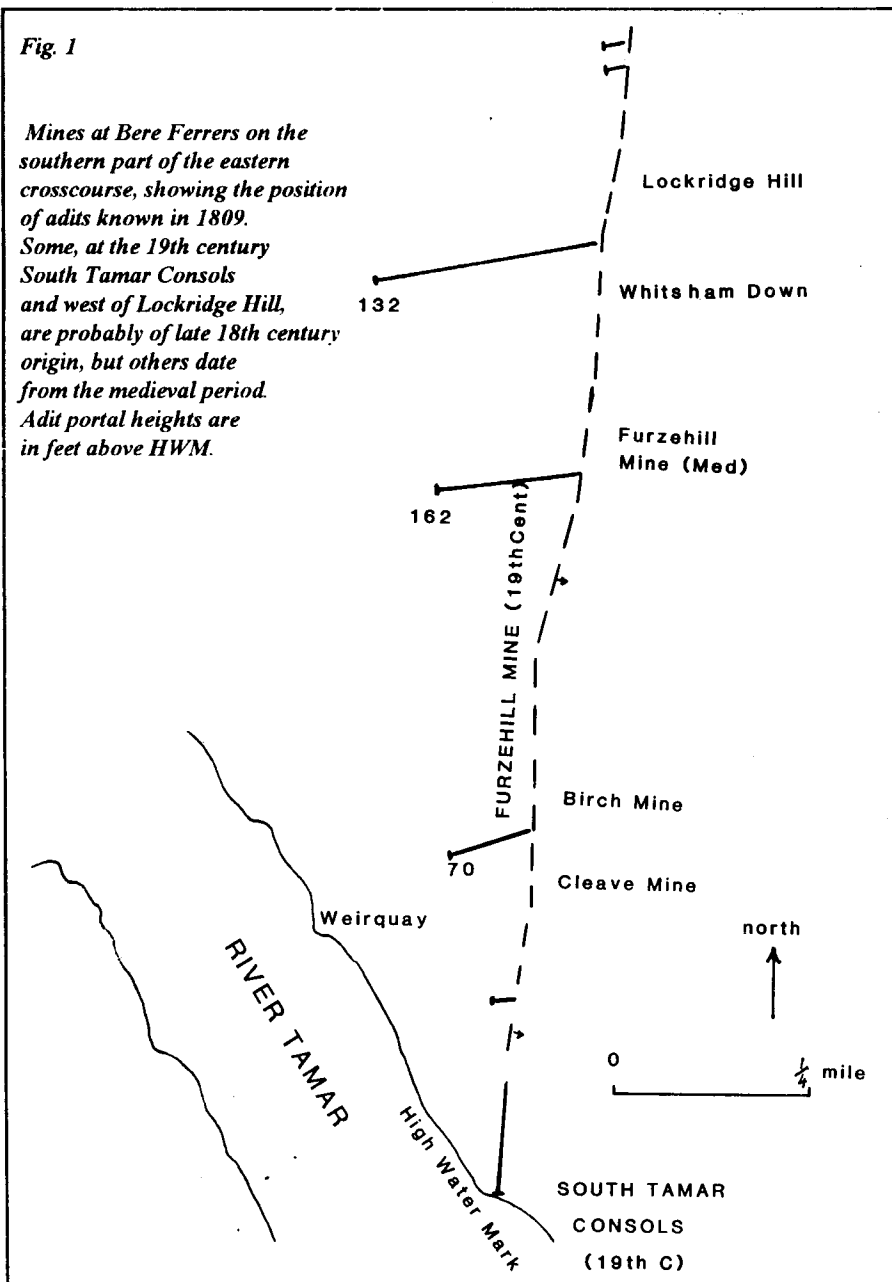 Fig. 1
Mines at Bere Ferrers on the
southern part of the eastern
crosscourse, showing the position
of adits known in 1809.
Some, at the 19th century
South Tamar Consols
and west of Lockridge Hill,
are probably of late 18th century
origin, but others date
from the medieval period.
Adit portal heights are
in feet above HWM.
Lockridge Hill
132
Whitsham Down
Furzehill
Mine (Med)
162
FURZEHILL MINE (19thCent)
Birch Mine
70
Cleave Mine
Weirquay
north
RIVER TAMAR
0
1/4 mile
High Water Mark
SOUTH TAMAR
CONSOLS
(19th C)